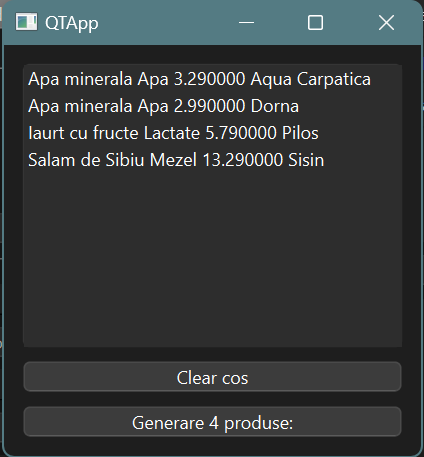 QTApp
Apa minerala Apa 3.290000 Aqua Carpatica
Apa minerala Apa 2.990000 Dorna
Iaurt cu fructe Lactate 5.790000 Pilos
Salam de Sibiu Mezel 13.290000 Sisin
Clear cos
Generare 4 produse: